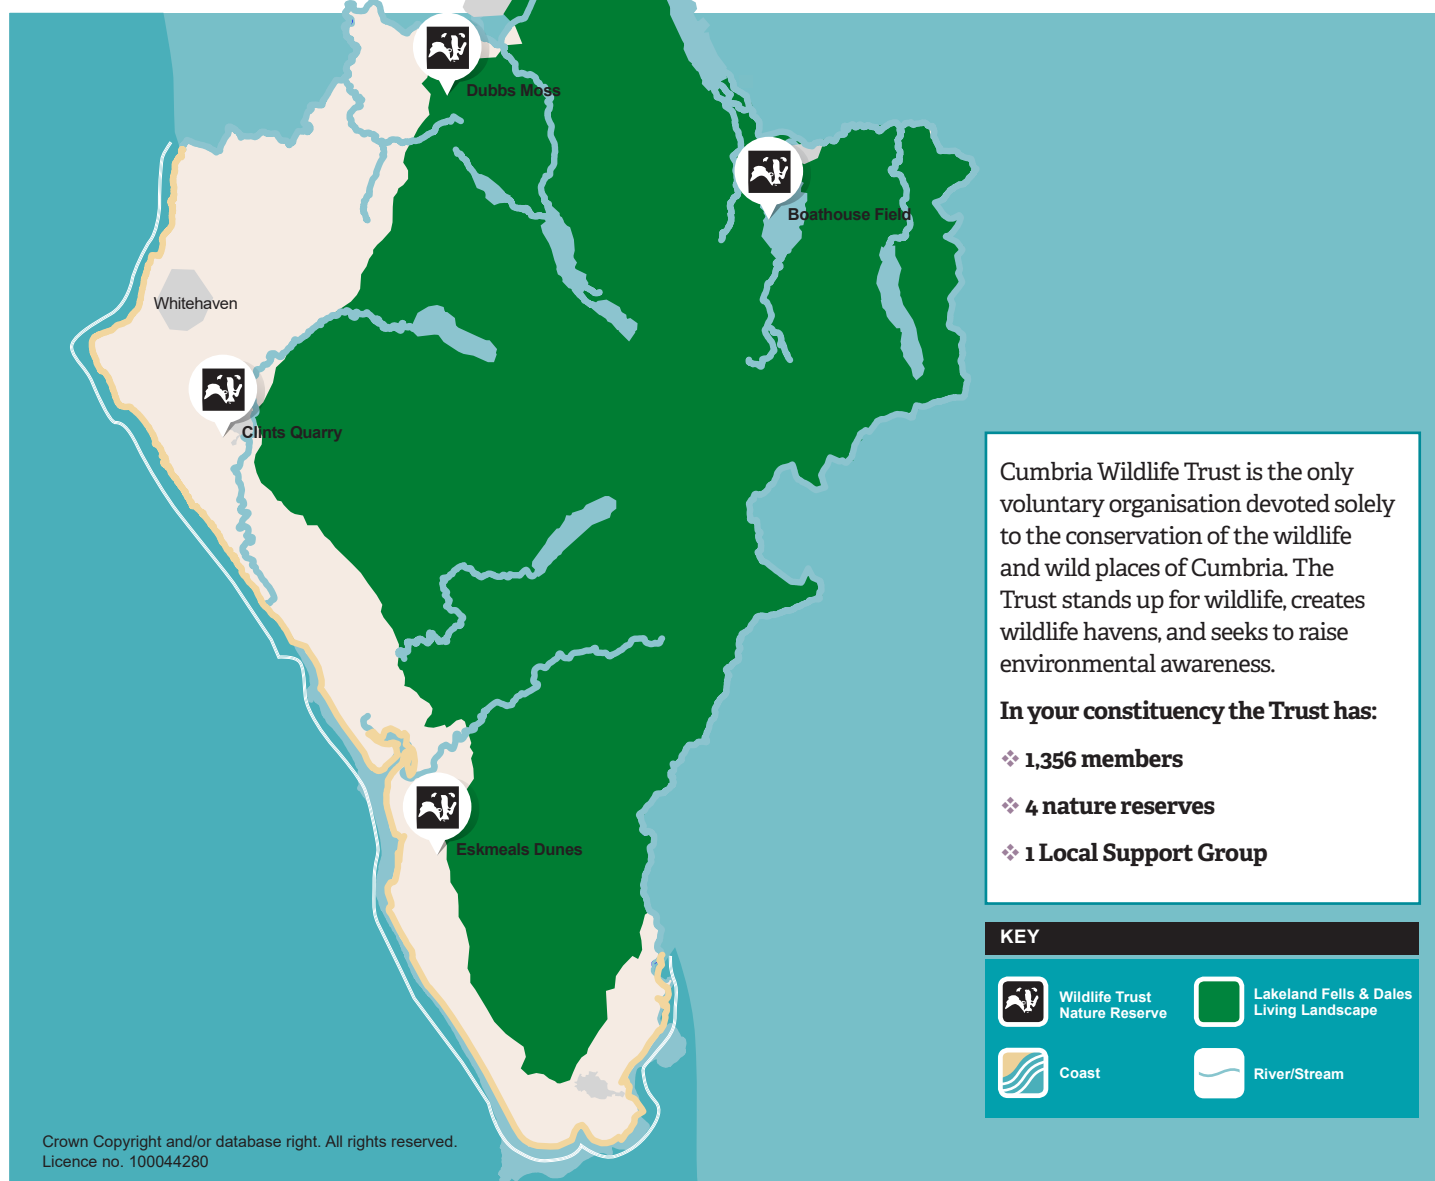 Dubbs Moss
Boathouse Field
Whitehaven
Clints Quarry
Eskmeals Dunes
Cumbria Wildlife Trust is the only
voluntary organisation devoted solely
to the conservation of the wildlife
and wild places of Cumbria. The
Trust stands up for wildlife, creates
wildlife havens, and seeks to raise
environmental awareness.
In your constituency the Trust has:
❖ 1,356 members
❖ 4 nature reserves
❖ 1 Local Support Group
KEY
Wildlife Trust
Nature Reserve
Lakeland Fells & Dales
Living Landscape
Coast
River/Stream
Crown Copyright and/or database right. All rights reserved.
Licence no. 100044280